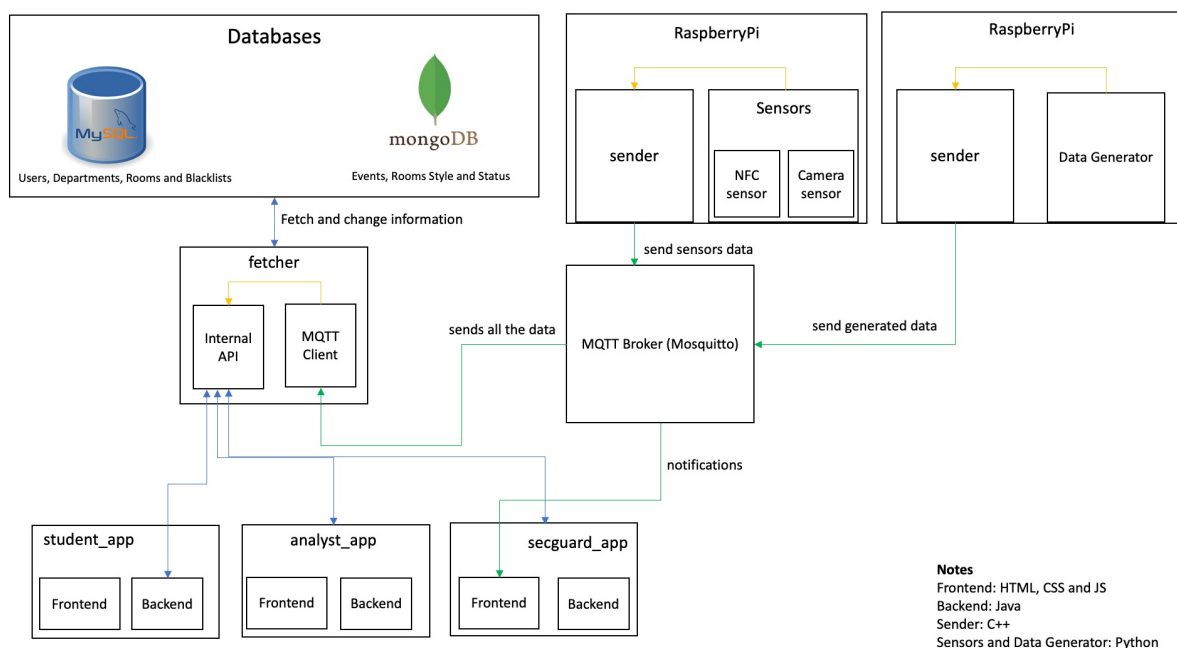 Databases
MySQL
mongoDB
Users, Departments, Rooms and Blacklists
Events, Rooms Style and Status
RaspberryPi
sender
Sensors
NFC
sensor
Camera
sensor
RaspberryPi
sender
Data Generator
Fetch and change information
fetcher
Internal
API
MQTT
Client
send sensors data
sends all the data
MQTT Broker (Mosquitto)
send generated data
notifications
student_app
Frontend
Backend
analyst_app
Frontend
Backend
secguard_app
Frontend
Backend
Notes
Frontend: HTML, CSS and JS
Backend: Java
Sender: C++
Sensors and Data Generator: Python